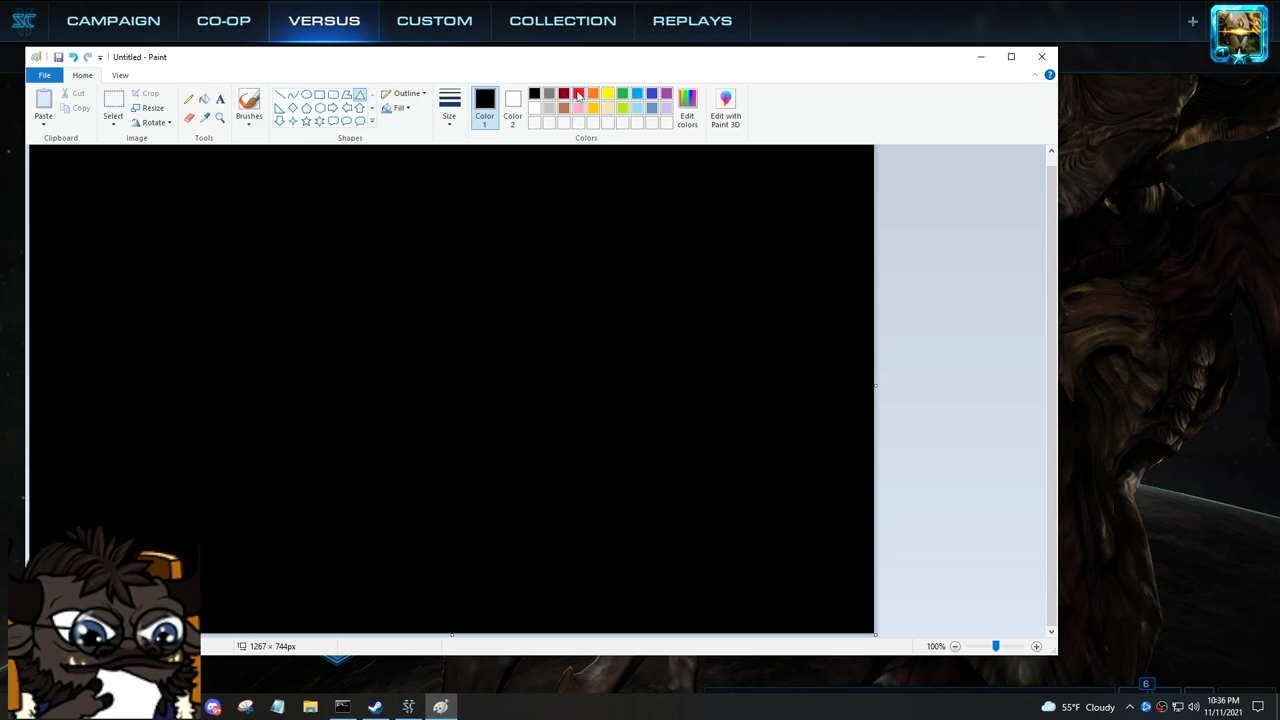 CAMPAIGN CO-OP VERSUS CUSTOM COLLECTION REPLAYS
Untitled - Paint
File Home View
Paste
Cut
Copy
Clipboard
Select
Crop
Resize
Rotate
Image
A
Tools
Brushes
Shapes
Outline
Fill
Size
Color 1
Color 2
Colors
Edit colors
Edit with Paint 3D
1267 × 744px
100%
6
55°F Cloudy
10:36 PM
11/11/2021